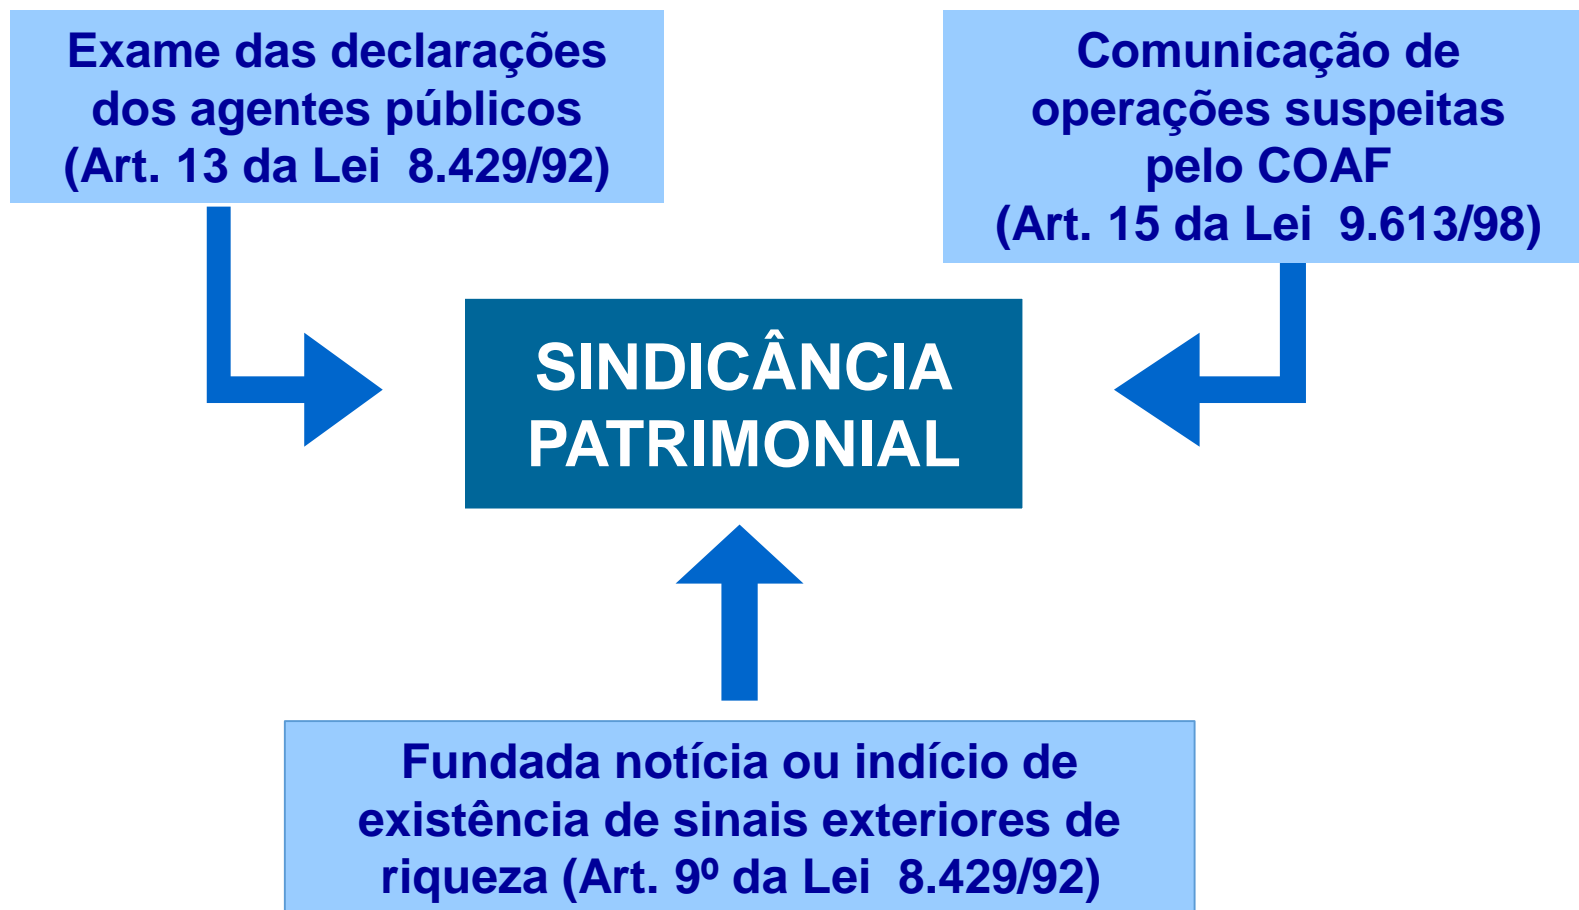 Exame das declarações
dos agentes públicos
(Art. 13 da Lei 8.429/92)
Comunicação de
operações suspeitas
pelo COAF
(Art. 15 da Lei 9.613/98)
SINDICÂNCIA
PATRIMONIAL
Fundada notícia ou indício de
existência de sinais exteriores de
riqueza (Art. 9º da Lei 8.429/92)